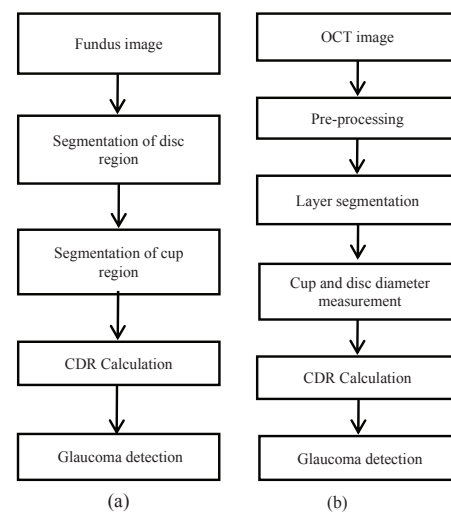 Fundus image
Segmentation of disc
region
Segmentation of cup
region
CDR Calculation
Glaucoma detection
(a)
OCT image
Pre-processing
Layer segmentation
Cup and disc diameter
measurement
CDR Calculation
Glaucoma detection
(b)